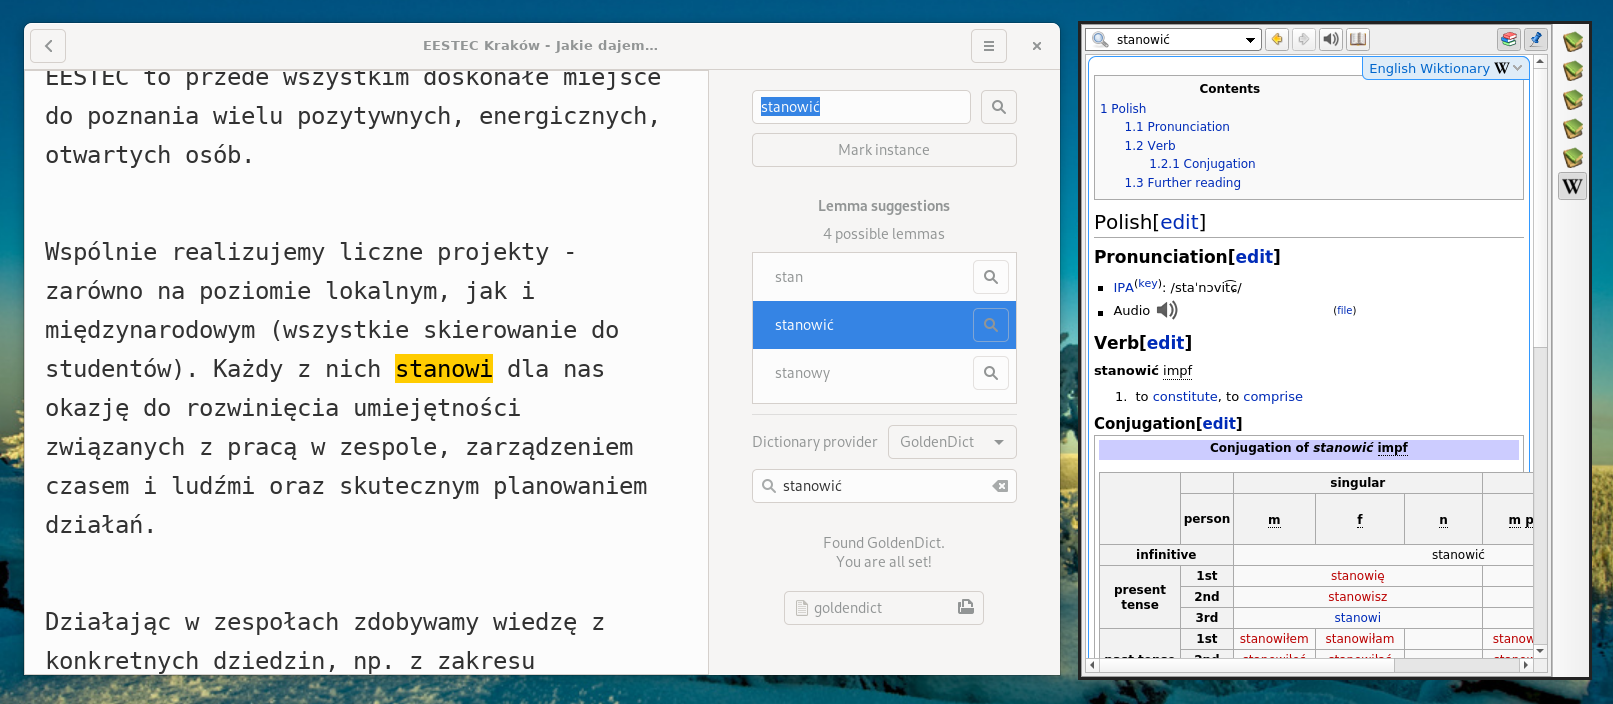 EESTEC Kraków - Jakie dajem…
EESTEC to przede wszystkim doskonałe miejsce
do poznania wielu pozytywnych, energicznych,
otwartych osób.
Wspólnie realizujemy liczne projekty -
zarówno na poziomie lokalnym, jak i
międzynarodowym (wszystkie skierowanie do
studentów). Każdy z nich stanowi dla nas
okazję do rozwinięcia umiejętności
związanych z pracą w zespole, zarządzeniem
czasem i ludźmi oraz skutecznym planowaniem
działań.
Działając w zespołach zdobywamy wiedzę z
konkretnych dziedzin, np. z zakresu
stanowić
Mark instance
Lemma suggestions
4 possible lemmas
stan
stanowić
stanowy
Dictionary provider GoldenDict
stanowić
Found GoldenDict.
You are all set!
goldendict
stanowić
English Wiktionary W
Contents
1 Polish
1.1 Pronunciation
1.2 Verb
1.2.1 Conjugation
1.3 Further reading
Polish[edit]
Pronunciation[edit]
IPA(key): /staˈnɔvit͡ɕ/
Audio (file)
Verb[edit]
stanowić impf
1. to constitute, to comprise
Conjugation[edit]
Conjugation of stanowić impf
singular
person m f n m p
infinitive stanowić
present tense 1st stanowię
2nd stanowisz
3rd stanowi
1st stanowiłem stanowiłam stanow
W